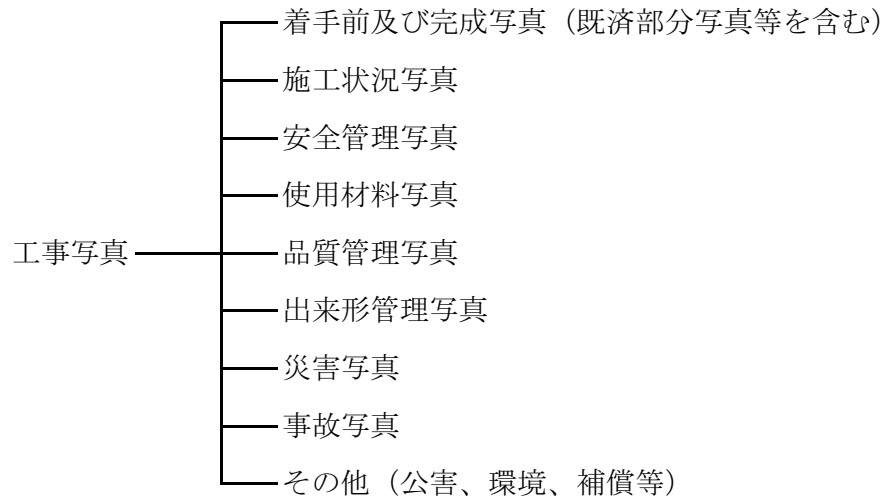 着手前及び完成写真（既済部分写真等を含む）
施工状況写真
安全管理写真
使用材料写真
工事写真
品質管理写真
出来形管理写真
災害写真
事故写真
その他（公害、環境、補償等）